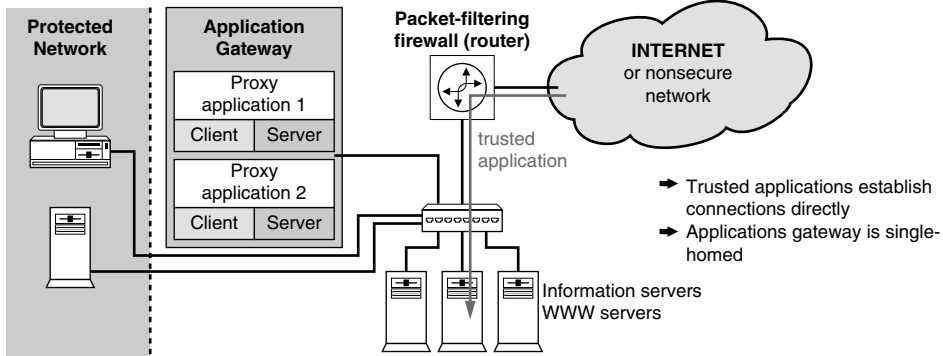 Protected
Network
Application
Gateway
Proxy
application 1
Client
Server
Proxy
application 2
Client
Server
Packet-filtering
firewall (router)
INTERNET
or nonsecure
network
trusted
application
Trusted applications establish
connections directly
Applications gateway is single-
homed
Information servers
WWW servers